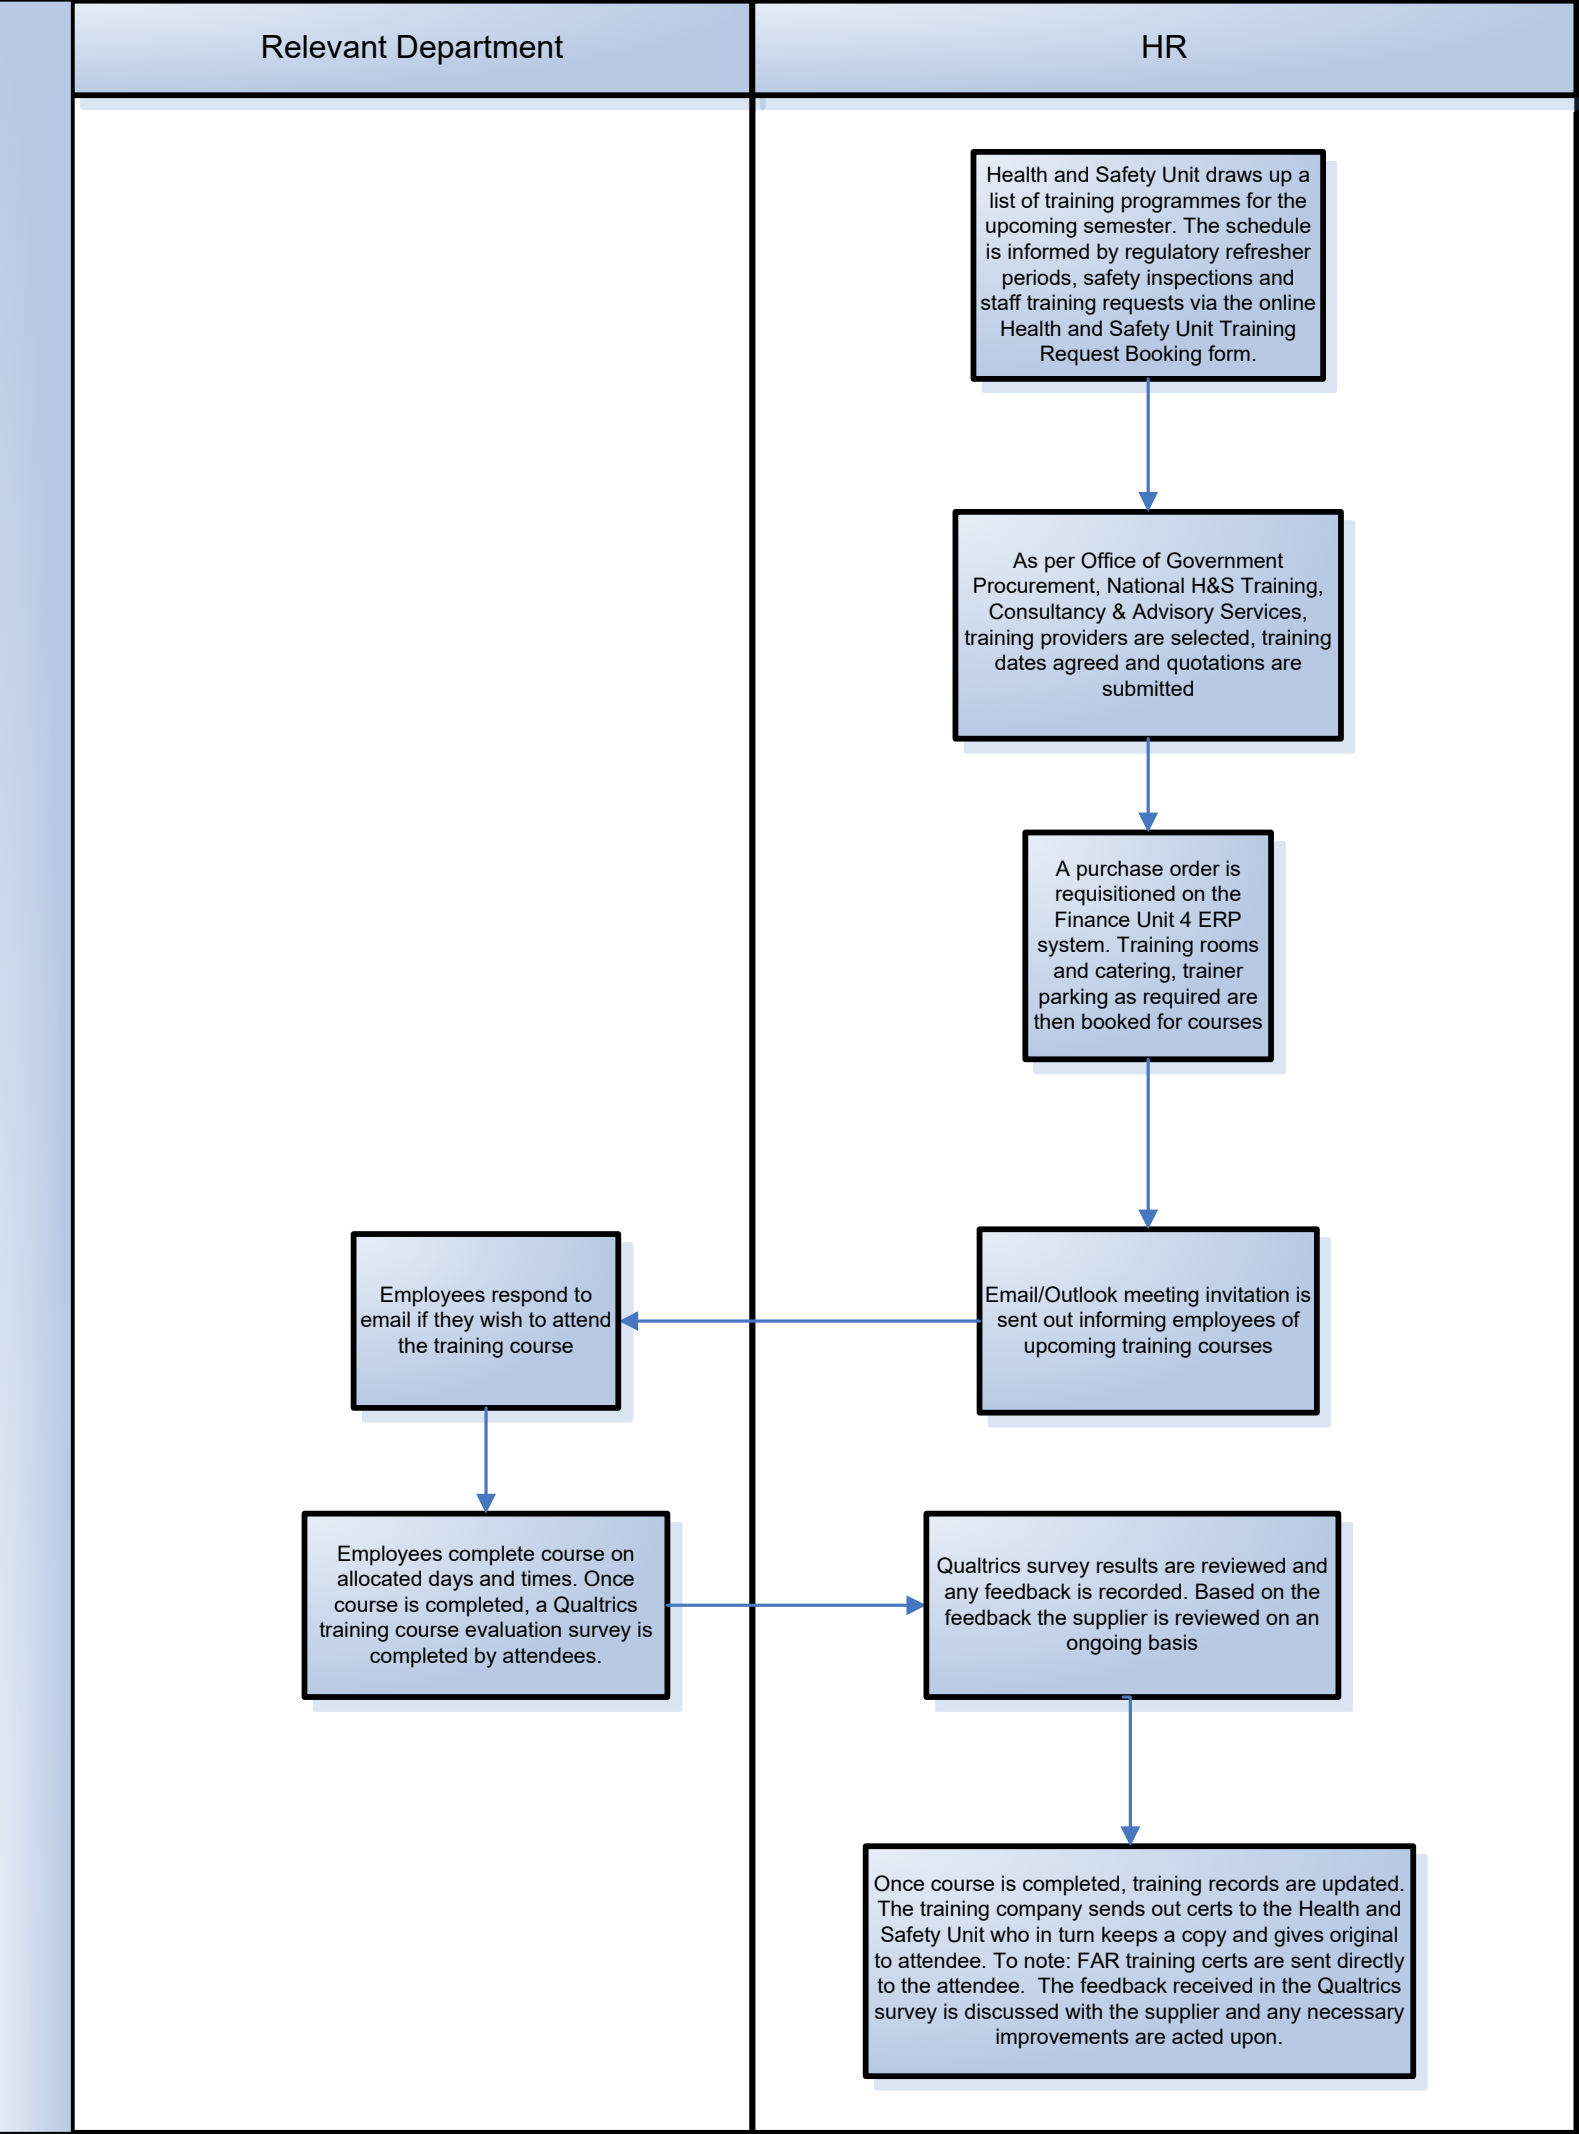 Relevant Department
HR
Health and Safety Unit draws up a
list of training programmes for the
upcoming semester. The schedule
is informed by regulatory refresher
periods, safety inspections and
staff training requests via the online
Health and Safety Unit Training
Request Booking form.
As per Office of Government
Procurement, National H&S Training,
Consultancy & Advisory Services,
training providers are selected, training
dates agreed and quotations are
submitted
A purchase order is
requisitioned on the
Finance Unit 4 ERP
system. Training rooms
and catering, trainer
parking as required are
then booked for courses
Email/Outlook meeting invitation is
sent out informing employees of
upcoming training courses
Employees respond to
email if they wish to attend
the training course
Employees complete course on
allocated days and times. Once
course is completed, a Qualtrics
training course evaluation survey is
completed by attendees.
Qualtrics survey results are reviewed and
any feedback is recorded. Based on the
feedback the supplier is reviewed on an
ongoing basis
Once course is completed, training records are updated.
The training company sends out certs to the Health and
Safety Unit who in turn keeps a copy and gives original
to attendee. To note: FAR training certs are sent directly
to the attendee.  The feedback received in the Qualtrics
survey is discussed with the supplier and any necessary
improvements are acted upon.